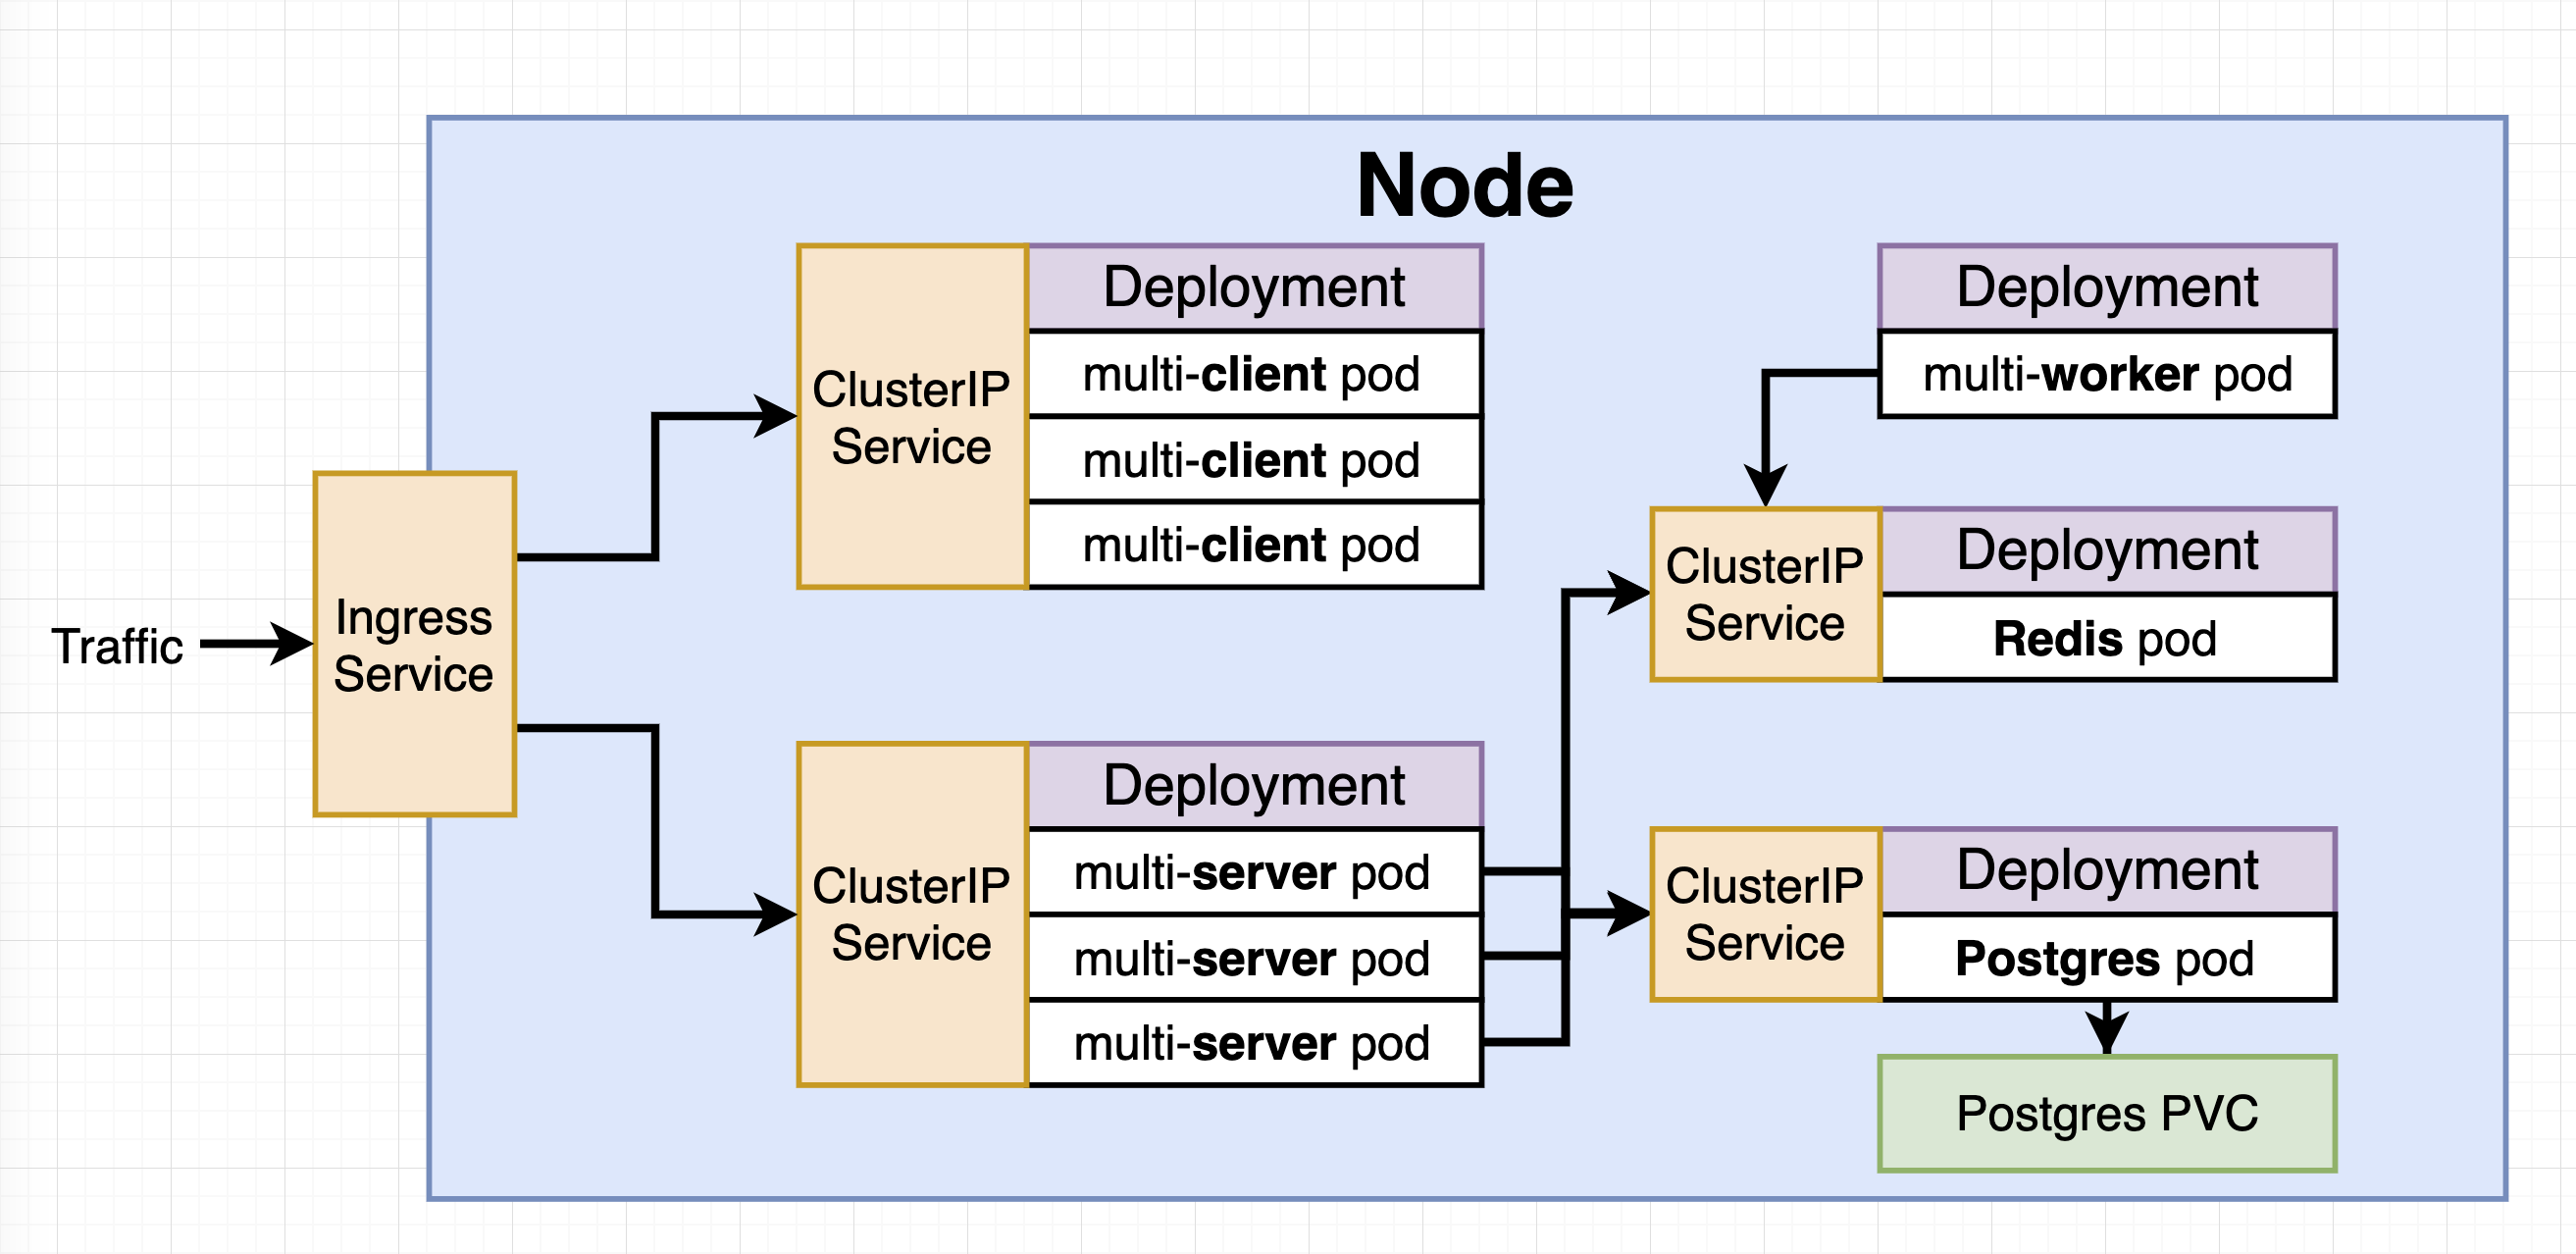 Node
Traffic
Ingress
Service
ClusterIP
Service
Deployment
multi-client pod
multi-client pod
multi-client pod
ClusterIP
Service
Deployment
multi-server pod
multi-server pod
multi-server pod
Deployment
multi-worker pod
ClusterIP
Service
Deployment
Redis pod
ClusterIP
Service
Deployment
Postgres pod
Postgres PVC